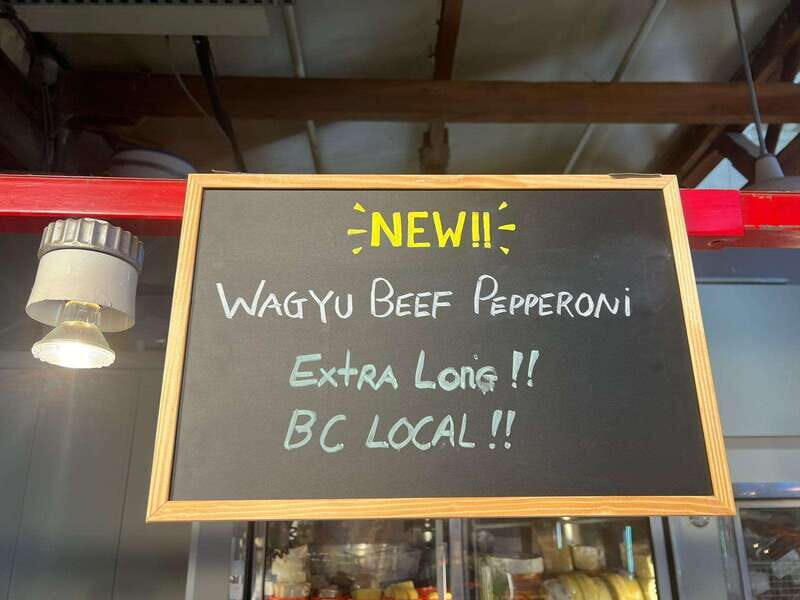 NEW!!
WAGYU BEEF PEPPERONi
EXtRA LonG!!
BC LOCAL!!